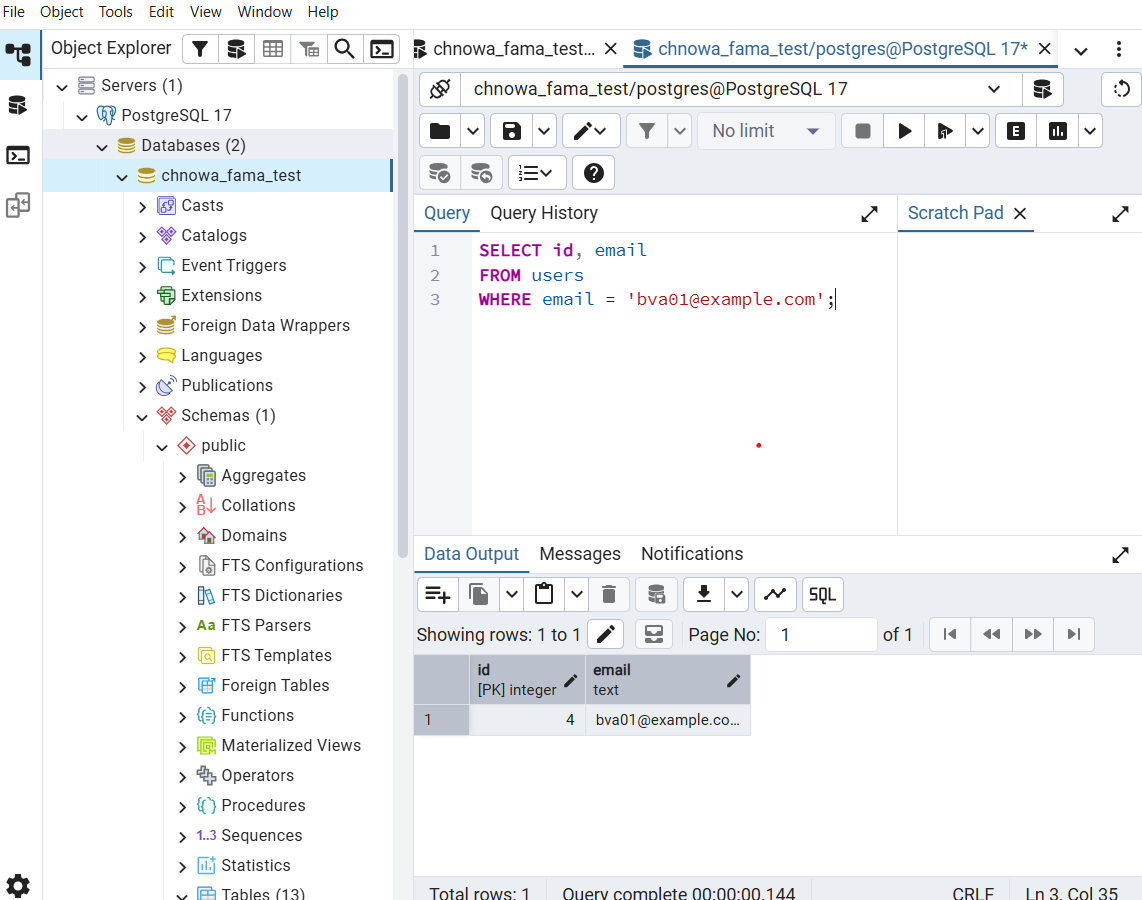 File Object Tools Edit View Window Help
Object Explorer
chnowa_fama_test...
chnowa_fama_test/postgres@PostgreSQL 17*
chnowa_fama_test/postgres@PostgreSQL 17
No limit
E
Servers (1)
PostgreSQL 17
Databases (2)
chnowa_fama_test
Casts
Catalogs
Event Triggers
Extensions
Foreign Data Wrappers
Languages
Publications
Schemas (1)
public
Aggregates
Collations
Domains
FTS Configurations
FTS Dictionaries
Aa FTS Parsers
FTS Templates
Foreign Tables
Functions
Materialized Views
Operators
Procedures
1..3 Sequences
Statistics
Tables (13)
Query Query History
Scratch Pad
1 SELECT id, email
2 FROM users
3 WHERE email = 'bva01@example.com';
Data Output Messages Notifications
SQL
Showing rows: 1 to 1
Page No: 1 of 1
id
[PK] integer
email
text
1 4 bva01@example.co...
Total rows: 1 Query complete 00:00:00.144 CRLF Ln 3, Col 35